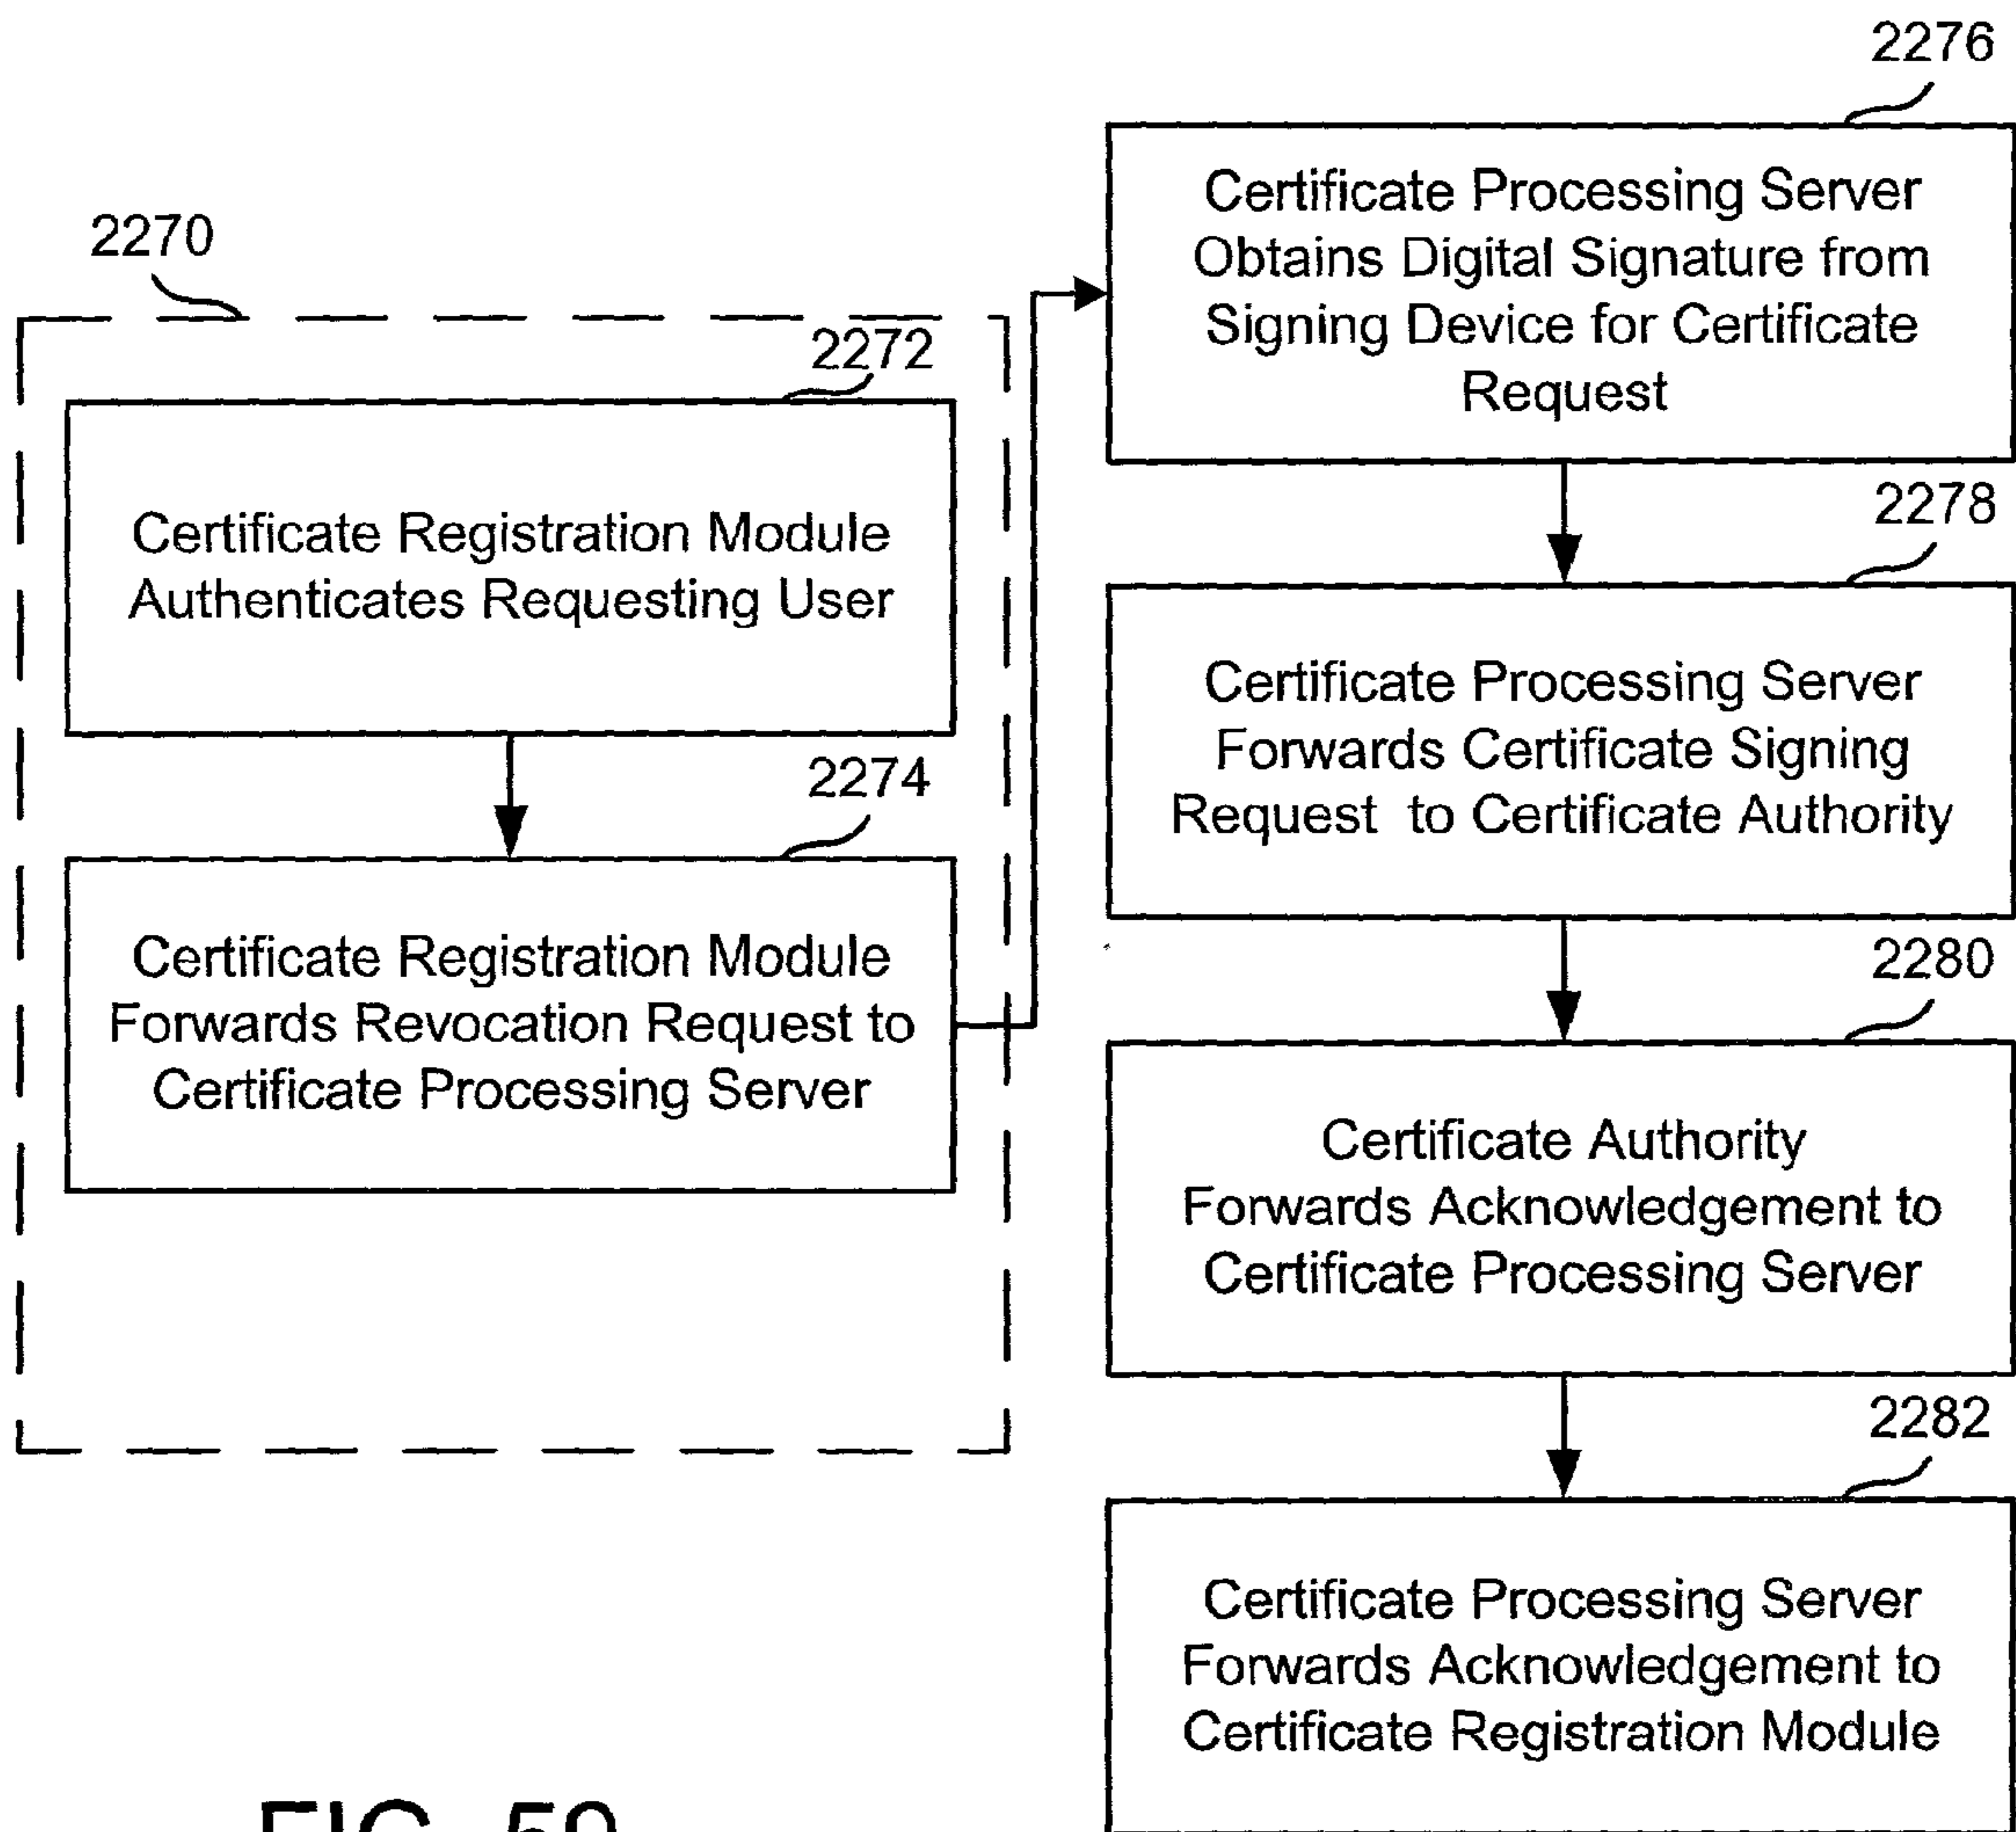 2270
2272
Certificate Registration Module
Authenticates Requesting User
2274
Certificate Registration Module
Forwards Revocation Request to
Certificate Processing Server
2276
Certificate Processing Server
Obtains Digital Signature from
Signing Device for Certificate
Request
2278
Certificate Processing Server
Forwards Certificate Signing
Request to Certificate Authority
2280
Certificate Authority
Forwards Acknowledgement to
Certificate Processing Server
2282
Certificate Processing Server
Forwards Acknowledgement to
Certificate Registration Module
FIG. 59